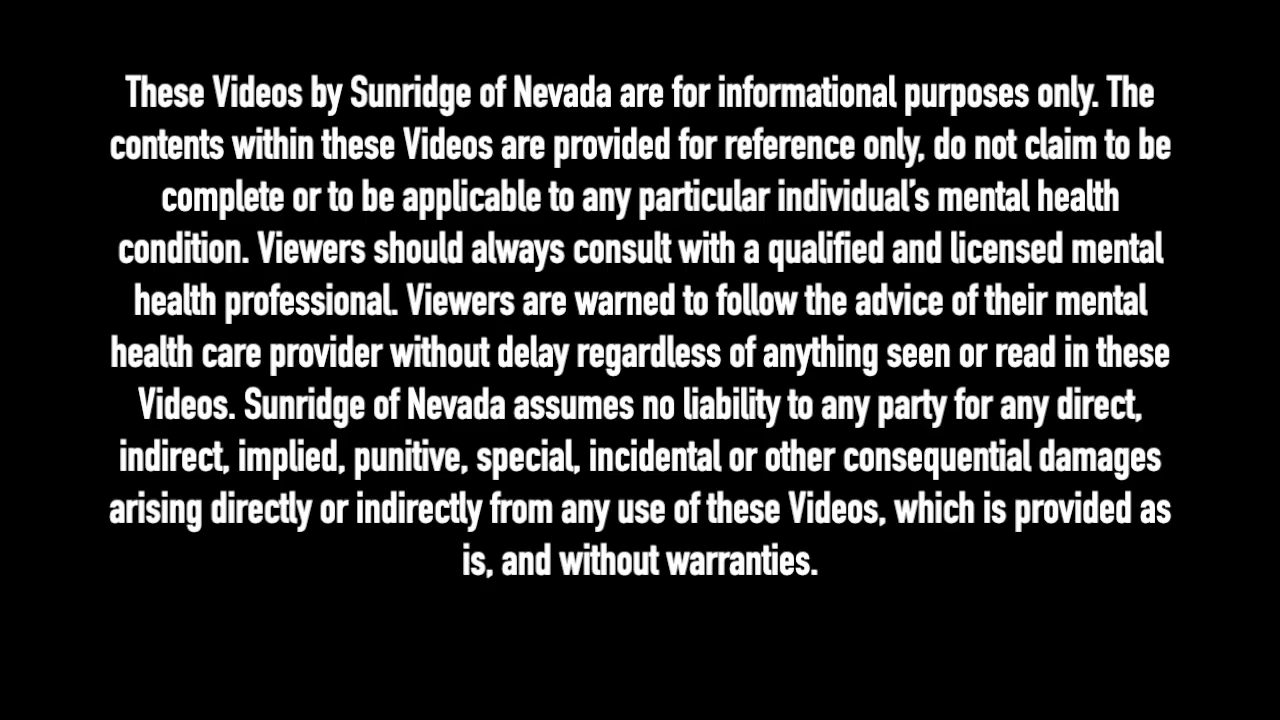 These Videos by Sunridge of Nevada are for informational purposes only. The
contents within these Videos are provided for reference only, do not claim to be
complete or to be applicable to any particular individual’s mental health
condition. Viewers should always consult with a qualified and licensed mental
health professional. Viewers are warned to follow the advice of their mental
health care provider without delay regardless of anything seen or read in these
Videos. Sunridge of Nevada assumes no liability to any party for any direct,
indirect, implied, punitive, special, incidental or other consequential damages
arising directly or indirectly from any use of these Videos, which is provided as
is, and without warranties.